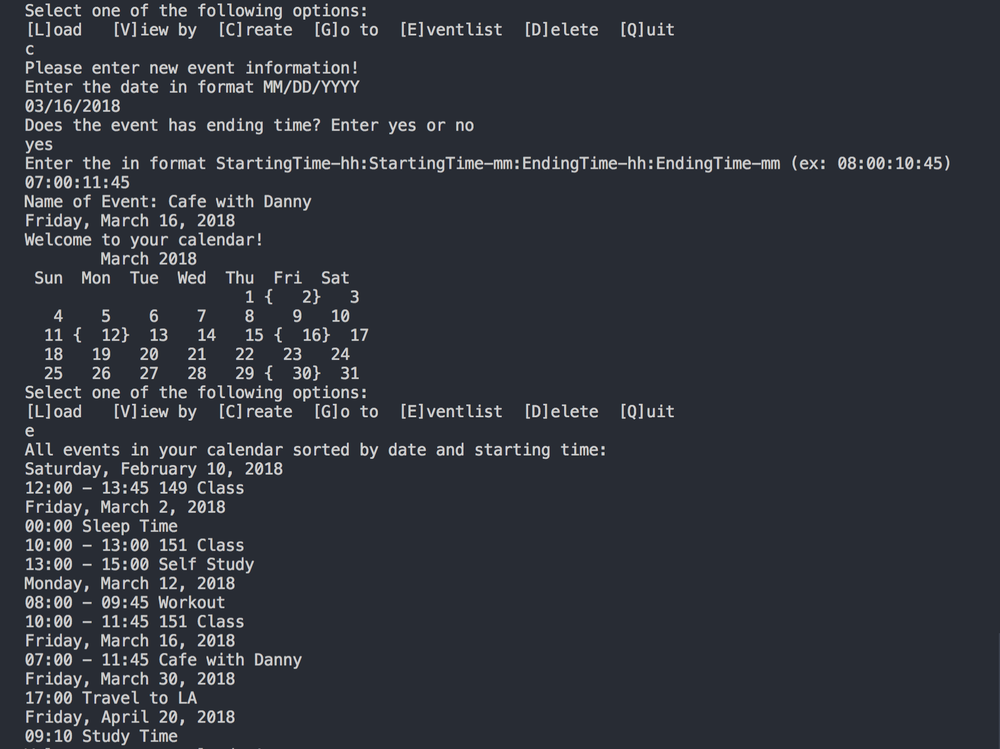 Select one of the following options:
[L]oad   [V]iew by  [C]reate  [G]o to  [E]ventlist  [D]elete  [Q]uit
c
Please enter new event information!
Enter the date in format MM/DD/YYYY
03/16/2018
Does the event has ending time? Enter yes or no
yes
Enter the in format StartingTime-hh:StartingTime-mm:EndingTime-hh:EndingTime-mm (ex: 08:00:10:45)
07:00:11:45
Name of Event: Cafe with Danny
Friday, March 16, 2018
Welcome to your calendar!
        March 2018
 Sun  Mon  Tue  Wed  Thu  Fri  Sat
                       1 {   2}   3
   4    5    6    7    8    9   10
  11 {  12}  13   14   15 {  16}  17
  18   19   20   21   22   23   24
  25   26   27   28   29 {  30}  31
Select one of the following options:
[L]oad   [V]iew by  [C]reate  [G]o to  [E]ventlist  [D]elete  [Q]uit
e
All events in your calendar sorted by date and starting time:
Saturday, February 10, 2018
12:00 - 13:45 149 Class
Friday, March 2, 2018
00:00 Sleep Time
10:00 - 13:00 151 Class
13:00 - 15:00 Self Study
Monday, March 12, 2018
08:00 - 09:45 Workout
10:00 - 11:45 151 Class
Friday, March 16, 2018
07:00 - 11:45 Cafe with Danny
Friday, March 30, 2018
17:00 Travel to LA
Friday, April 20, 2018
09:10 Study Time